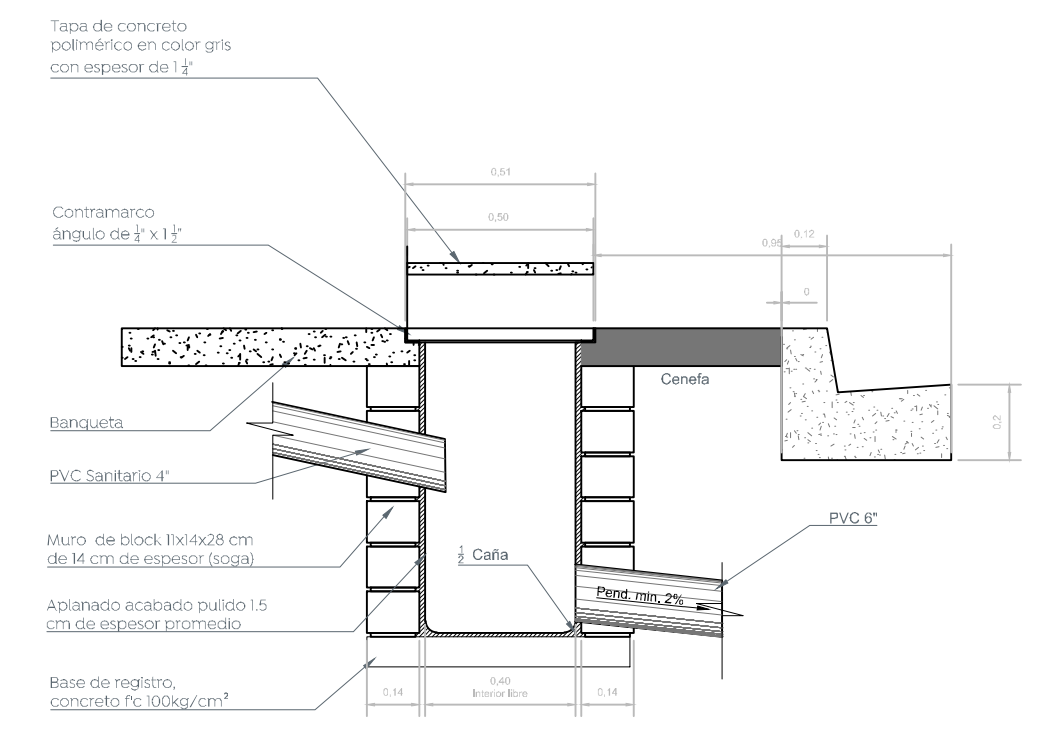 Tapa de concreto
polimérico en color gris
con espesor de 1 1/4"
0,51
Contramarco
ángulo de 1/4" x 1 1/2"
0,50
0,95
0,12
0
Cenefa
Banqueta
0,2
PVC Sanitario 4"
PVC 6"
Muro de block 11x14x28 cm
de 14 cm de espesor (soga)
1/2 Caña
Pend. min. 2%
Aplanado acabado pulido 1.5
cm de espesor promedio
Base de registro,
concreto f'c 100kg/cm²
0,14
0,40
Interior libre
0,14